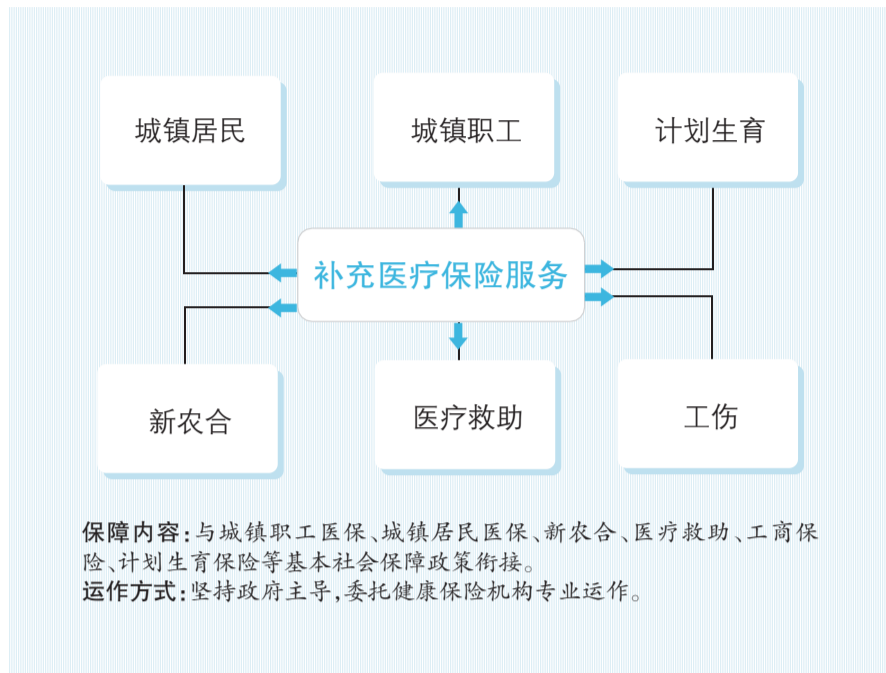 城镇居民
城镇职工
计划生育
补充医疗保险服务
新农合
医疗救助
工伤
保障内容:与城镇职工医保、城镇居民医保、新农合、医疗救助、工商保
险、计划生育保险等基本社会保障政策衔接。
运作方式:坚持政府主导,委托健康保险机构专业运作。